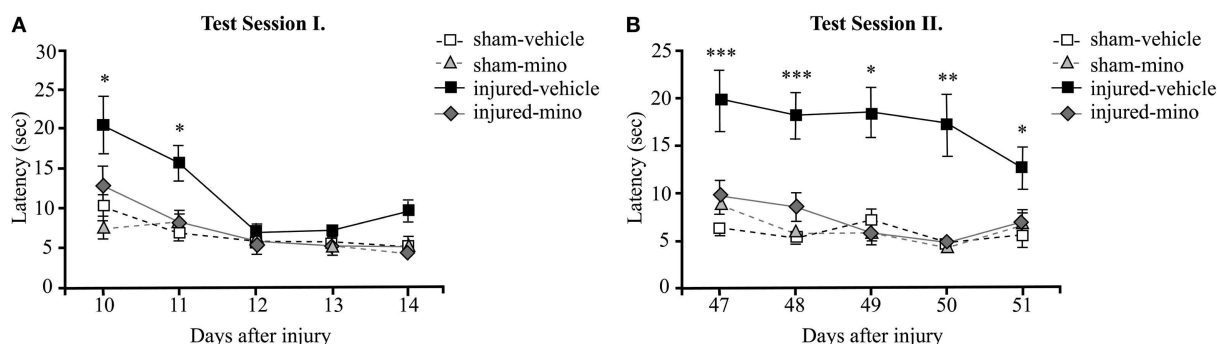 A
Test Session I.
sham-vehicle
sham-mino
injured-vehicle
injured-mino
Latency (sec)
30
25
20
15
10
5
0
*
*
10 11 12 13 14
Days after injury
B
Test Session II.
sham-vehicle
sham-mino
injured-vehicle
injured-mino
Latency (sec)
25
20
15
10
5
0
*** *** * ** *
47 48 49 50 51
Days after injury